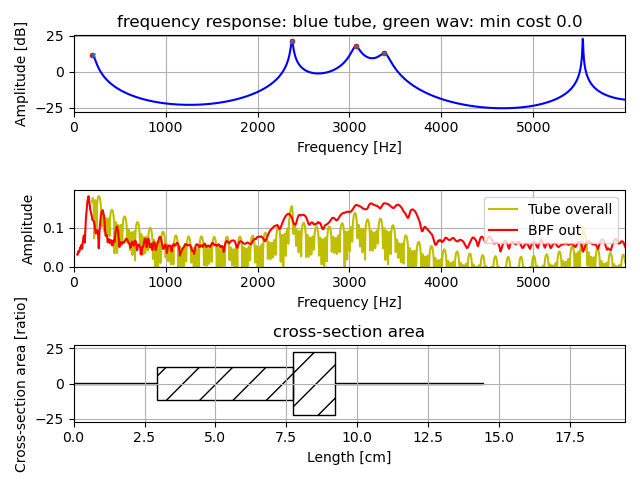 frequency response: blue tube, green wav: min cost 0.0
Amplitude [dB]
25
0
−25
0 1000 2000 3000 4000 5000
Frequency [Hz]
Amplitude
0.1
0.0
Tube overall
BPF out
0 1000 2000 3000 4000 5000
Frequency [Hz]
cross-section area
Cross-section area [ratio]
25
0
−25
0.0 2.5 5.0 7.5 10.0 12.5 15.0 17.5
Length [cm]